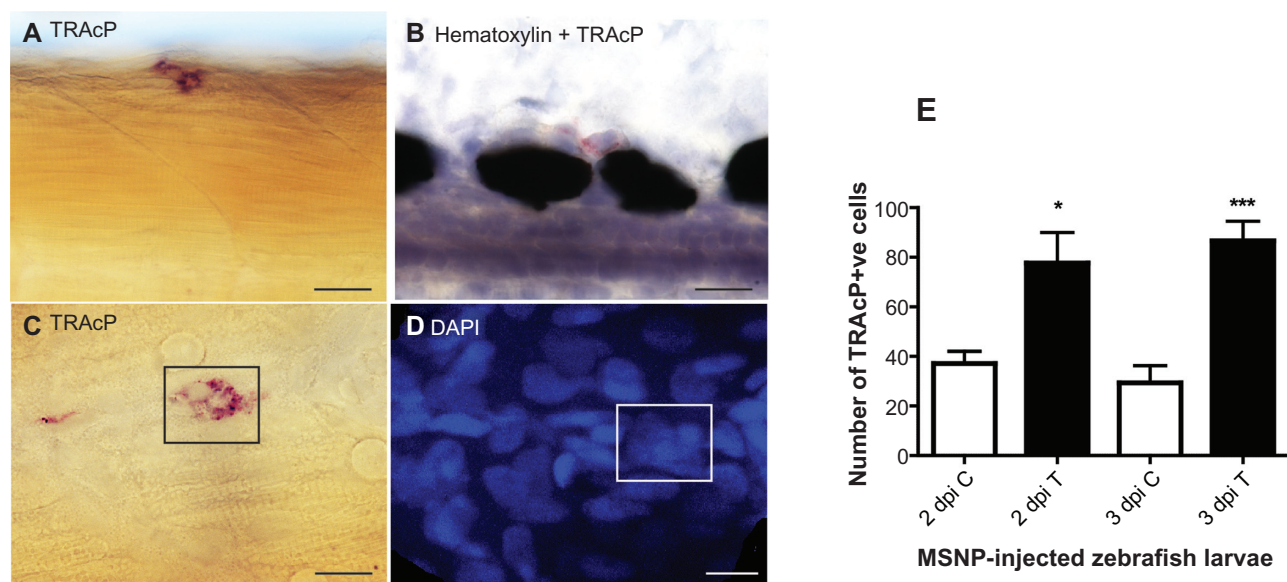 A TRAcP
B Hematoxylin + TRAcP
C TRAcP
D DAPI
E
Number of TRAcP+ve cells
100
80
60
40
20
0
*
***
2 dpi C
2 dpi T
3 dpi C
3 dpi T
MSNP-injected zebrafish larvae